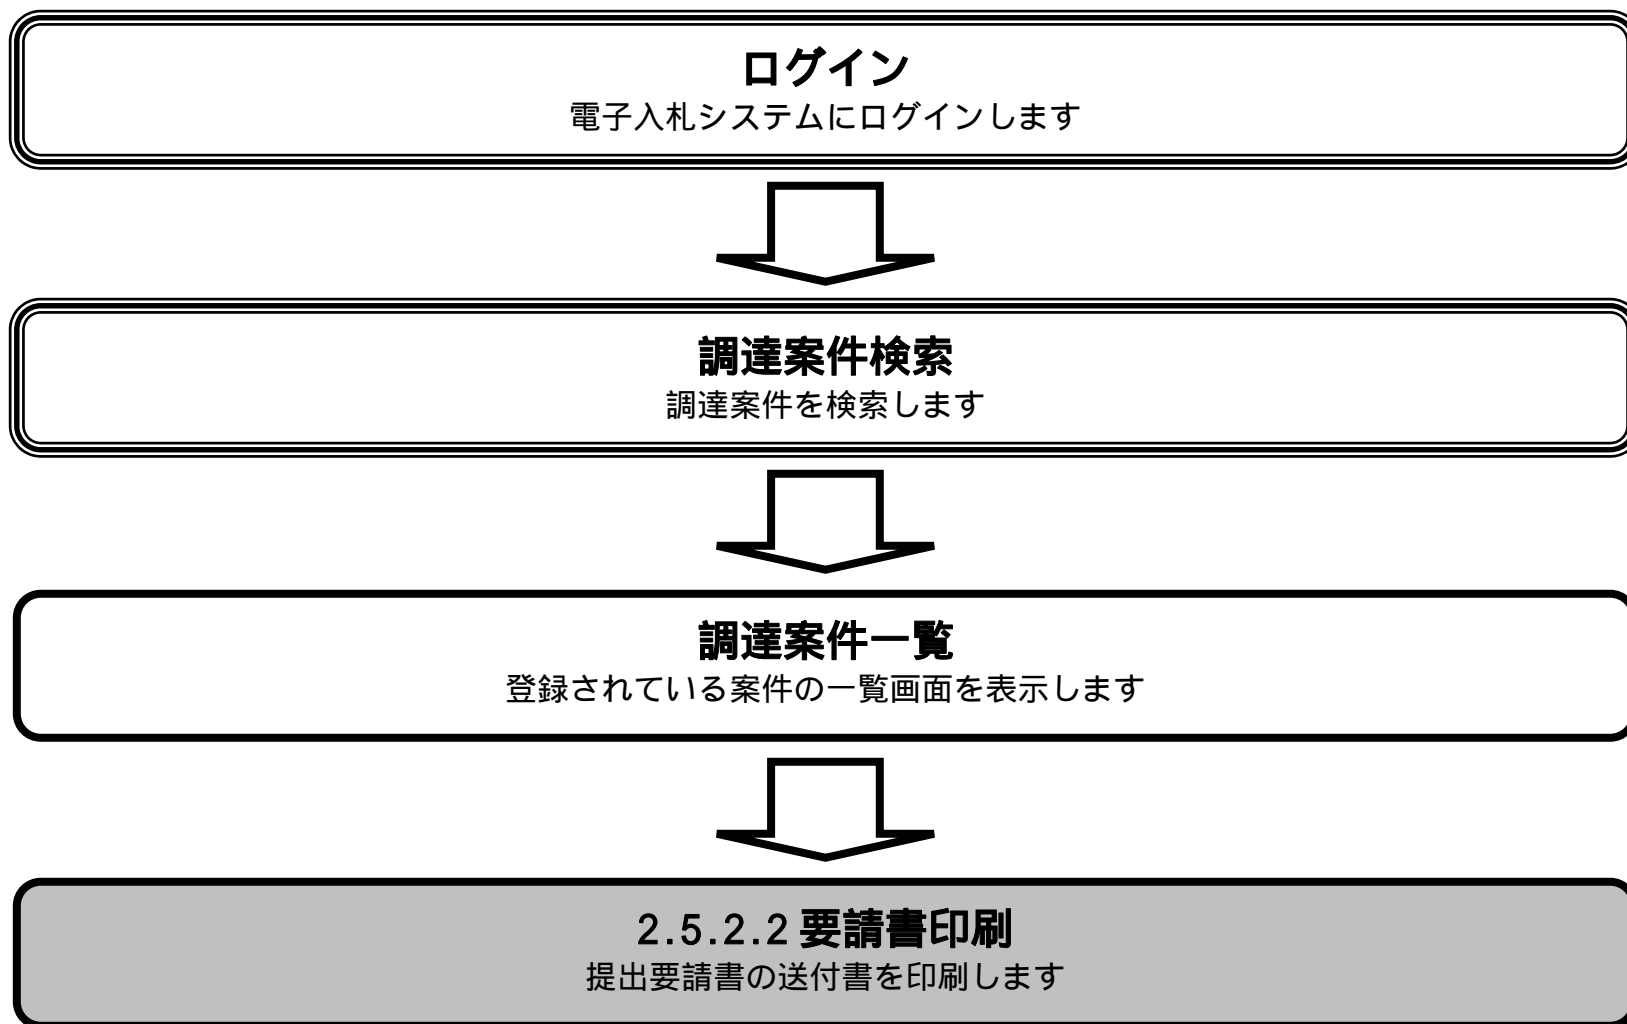 ログイン
電子入札システムにログインします
調達案件検索
調達案件を検索します
調達案件一覧
登録されている案件の一覧画面を表示します
2.5.2.2要請書印刷
提出要請書の送付書を印刷します